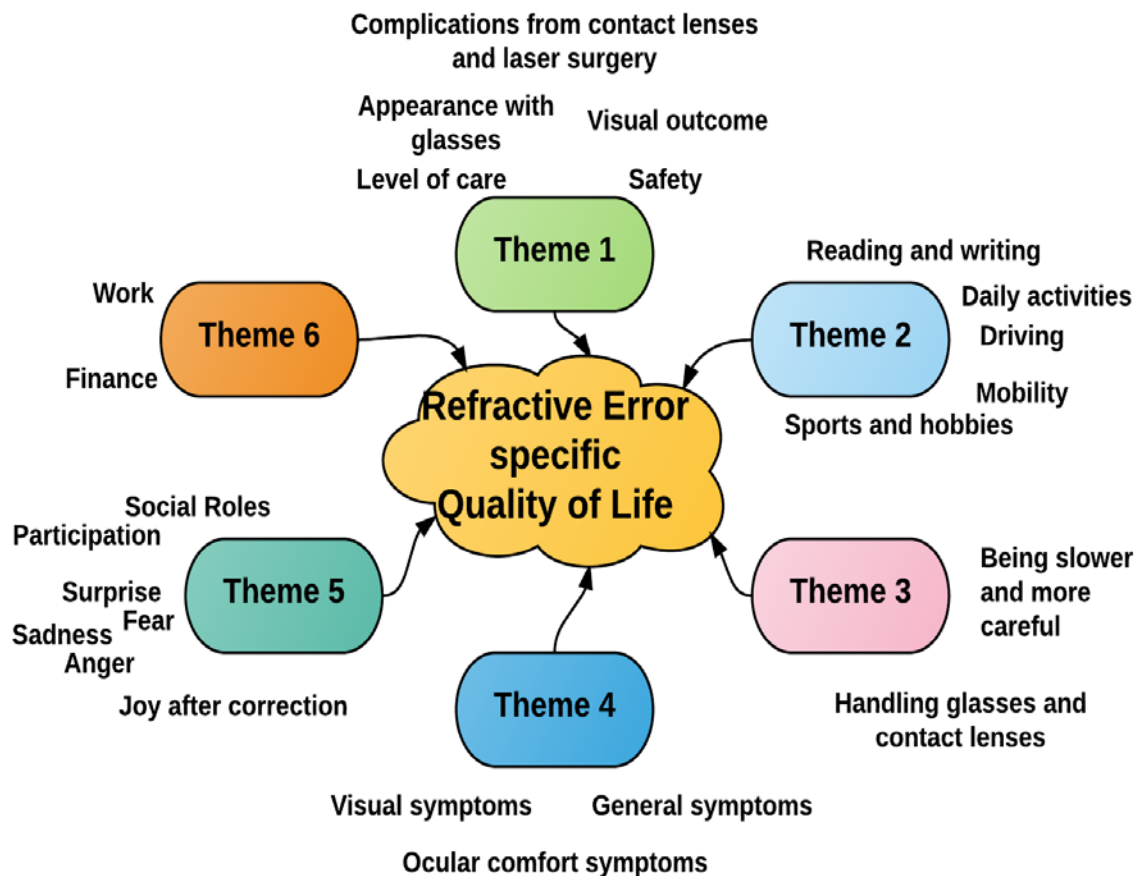 Complications from contact lenses
and laser surgery
Appearance with
glasses
Visual outcome
Level of care
Safety
Theme 1
Reading and writing
Daily activities
Theme 2
Driving
Mobility
Sports and hobbies
Work
Theme 6
Finance
Refractive Error
specific
Quality of Life
Social Roles
Participation
Theme 5
Surprise
Fear
Sadness
Anger
Joy after correction
Theme 3
Being slower
and more
careful
Handling glasses and
contact lenses
Theme 4
Visual symptoms
General symptoms
Ocular comfort symptoms